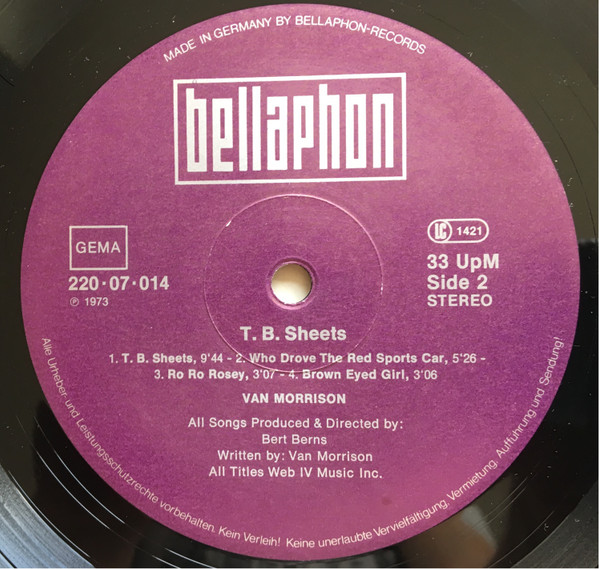 MADE IN GERMANY BY BELLAPHON-RECORDS
bellaphon
GEMA
220·07·014
℗ 1973
LC 1421
33 UpM
Side 2
STEREO
T. B. Sheets
1. T. B. Sheets, 9'44 - 2. Who Drove The Red Sports Car, 5'26 -
3. Ro Ro Rosey, 3'07 - 4. Brown Eyed Girl, 3'06
VAN MORRISON
All Songs Produced & Directed by:
Bert Berns
Written by: Van Morrison
All Titles Web IV Music Inc.
Alle Urheber- und Leistungsschutzrechte vorbehalten. Kein Verleih! Keine unerlaubte Vervielfältigung, Vermietung, Aufführung und Sendung!